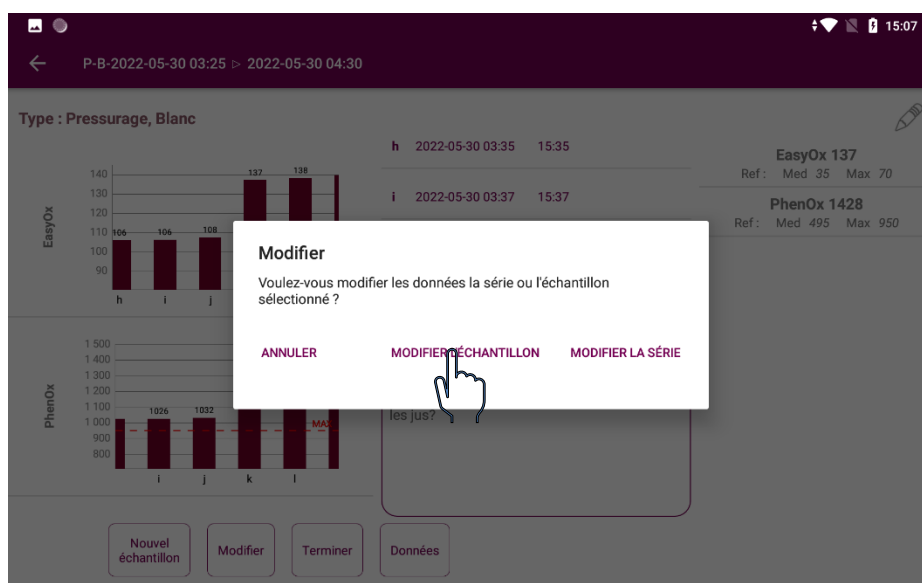 15:07
P-B-2022-05-30 03:25 ▷ 2022-05-30 04:30
Type : Pressurage, Blanc
EasyOx
140
130
120
110
100
90
106
106
108
137
138
h
i
j
h 2022-05-30 03:35 15:35
i 2022-05-30 03:37 15:37
EasyOx 137
Ref : Med 35 Max 70
PhenOx 1428
Ref : Med 495 Max 950
Modifier
Voulez-vous modifier les données la série ou l'échantillon
sélectionné ?
ANNULER
MODIFIER L'ÉCHANTILLON
MODIFIER LA SÉRIE
PhenOx
1 500
1 400
1 300
1 200
1 100
1 000
900
800
1026
1032
MAX
i
j
k
l
les jus?
Nouvel
échantillon
Modifier
Terminer
Données